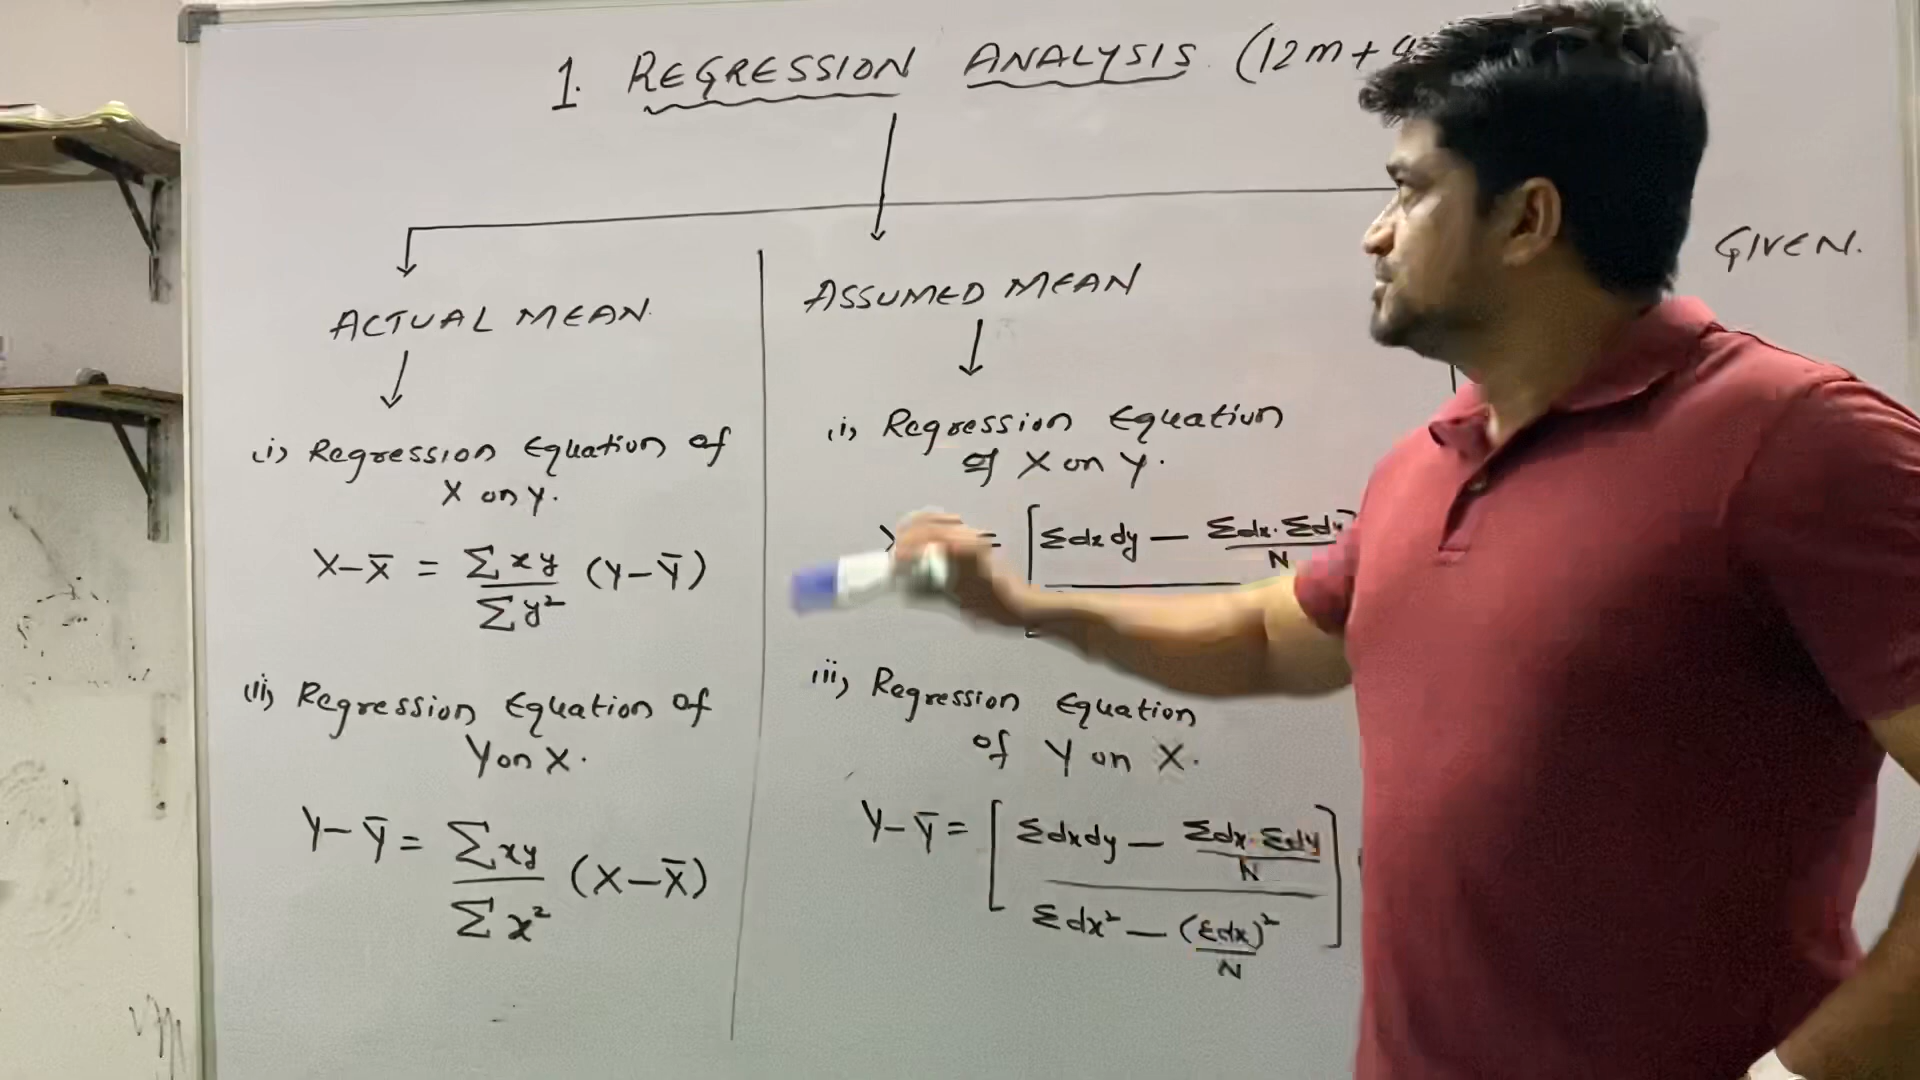 1. REGRESSION ANALYSIS (12m + 4
GIVEN.
ACTUAL MEAN.
(i) Regression Equation of
X on Y.
X - X̄ = Σxy / Σy² (Y - Ȳ)
(ii) Regression Equation of
Y on X.
Y - Ȳ = Σxy / Σx² (X - X̄)
ASSUMED MEAN
(i) Regression Equation
of X on Y.
= [Σdxdy - Σdx·Σdy / N
iii) Regression Equation
of Y on X.
Y - Ȳ = [Σdxdy - Σdx·Σdy / N]
Σdx² - (Σdx)² / N